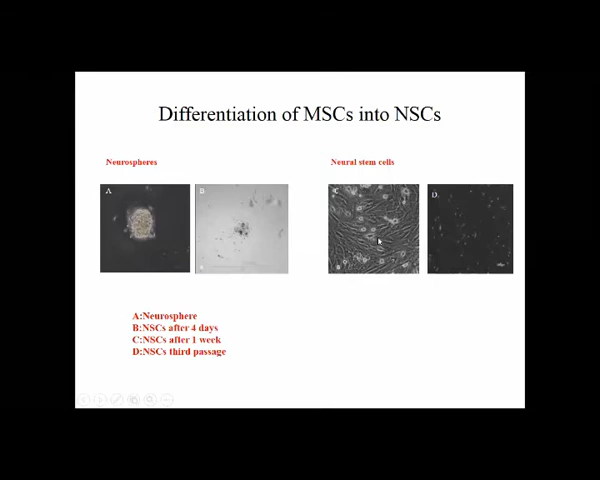 Differentiation of MSCs into NSCs
Neurospheres
Neural stem cells
A
B
C
D
A:Neurosphere
B:NSCs after 4 days
C:NSCs after 1 week
D:NSCs third passage